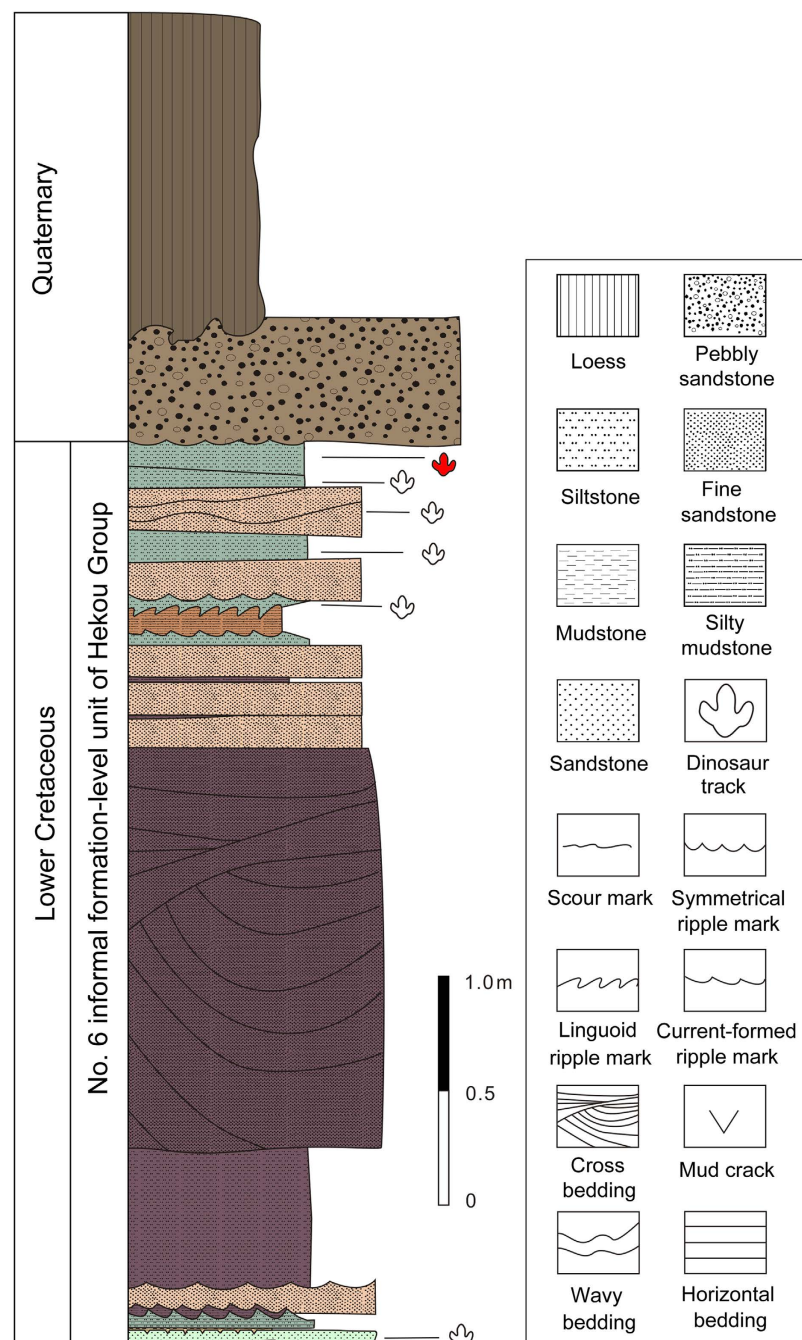 Quaternary
Lower Cretaceous
No. 6 informal formation-level unit of Hekou Group
1.0 m
0.5
0
Loess
Pebbly
sandstone
Siltstone
Fine
sandstone
Mudstone
Silty
mudstone
Sandstone
Dinosaur
track
Scour mark
Symmetrical
ripple mark
Linguoid
ripple mark
Current-formed
ripple mark
Cross
bedding
Mud crack
Wavy
bedding
Horizontal
bedding